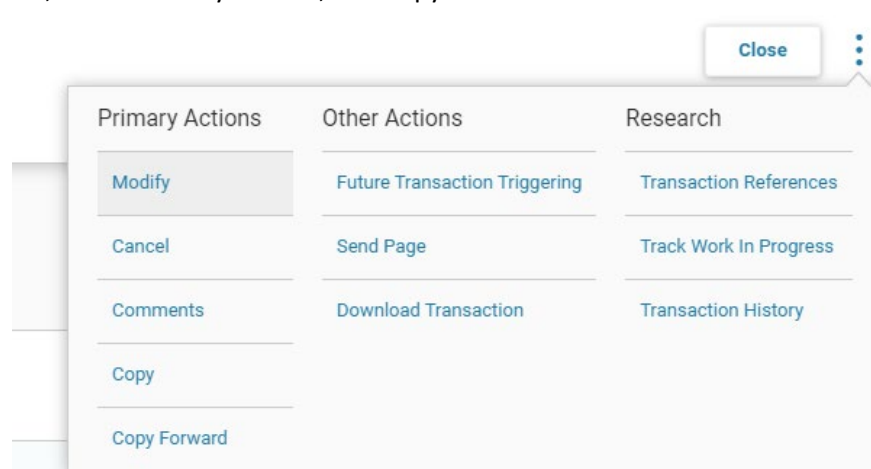 Close
Primary Actions
Other Actions
Research
Modify
Future Transaction Triggering
Transaction References
Cancel
Send Page
Track Work In Progress
Comments
Download Transaction
Transaction History
Copy
Copy Forward